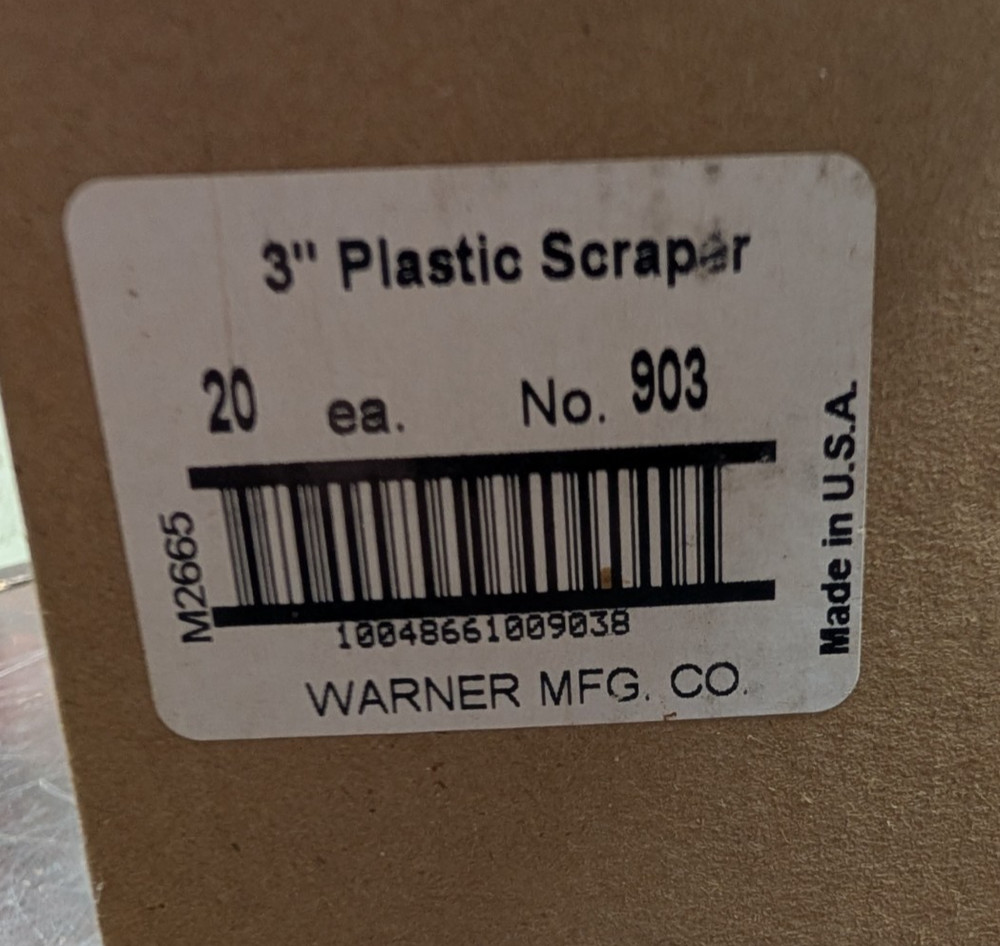 3" Plastic Scraper
20 ea. No. 903
M2665
Made in U.S.A.
10048661009038
WARNER MFG. CO.